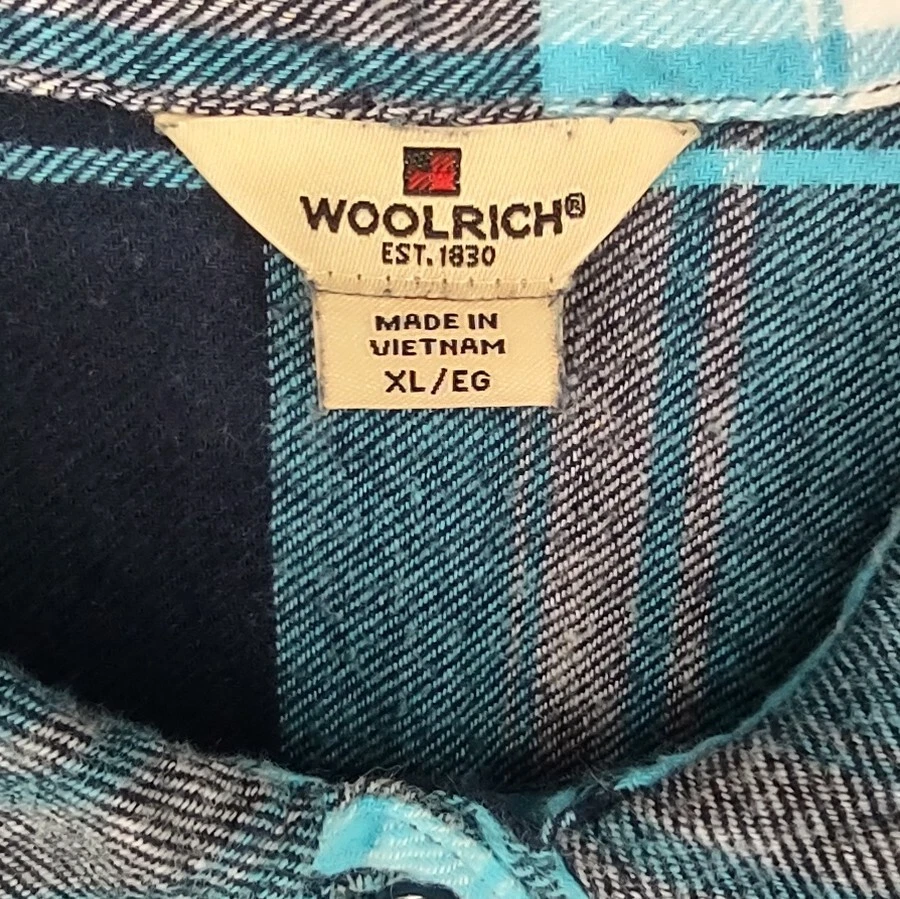 WOOLRICH®
EST. 1830
MADE IN
VIETNAM
XL/EG